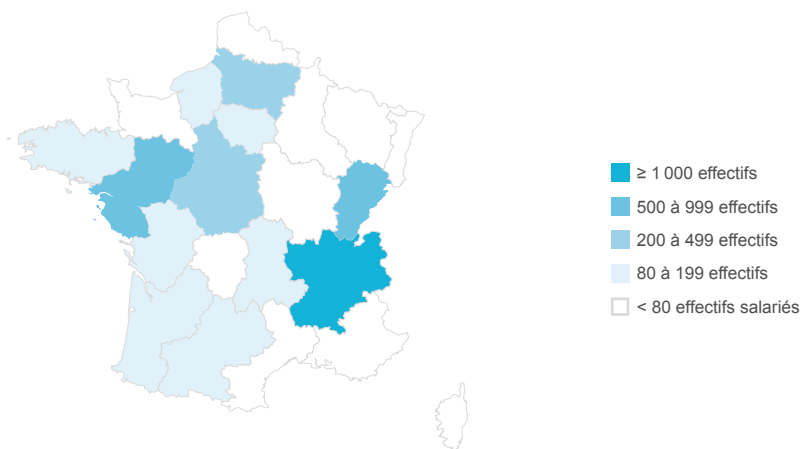 ≥ 1 000 effectifs
500 à 999 effectifs
200 à 499 effectifs
80 à 199 effectifs
< 80 effectifs salariés